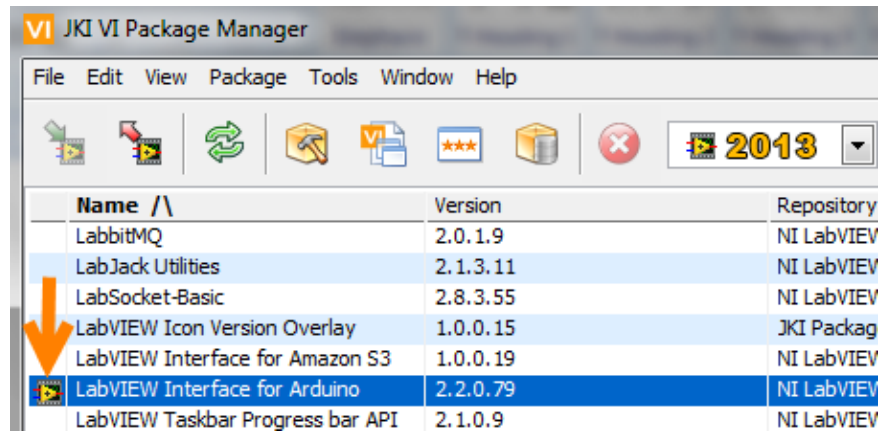 VI JKI VI Package Manager
File Edit View Package Tools Window Help
VI *** 2013
Name /\ Version Repository
LabbitMQ 2.0.1.9 NI LabVIEW
LabJack Utilities 2.1.3.11 NI LabVIEW
LabSocket-Basic 2.8.3.55 NI LabVIEW
LabVIEW Icon Version Overlay 1.0.0.15 JKI Packag
LabVIEW Interface for Amazon S3 1.0.0.19 NI LabVIEW
LabVIEW Interface for Arduino 2.2.0.79 NI LabVIEW
LabVIEW Taskbar Progress bar API 2.1.0.9 NI LabVIEW